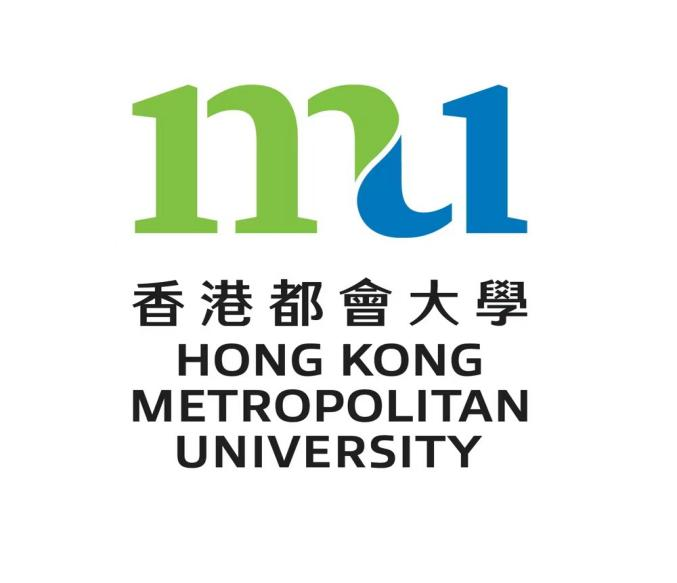 mu
香港都會大學
HONG KONG
METROPOLITAN
UNIVERSITY